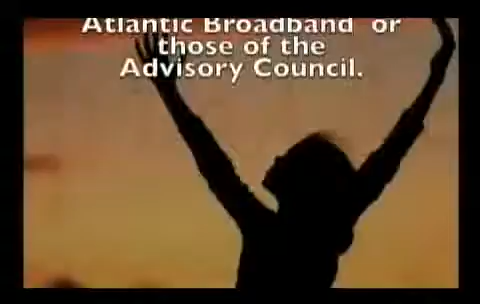 Atlantic Broadband or
those of the
Advisory Council.